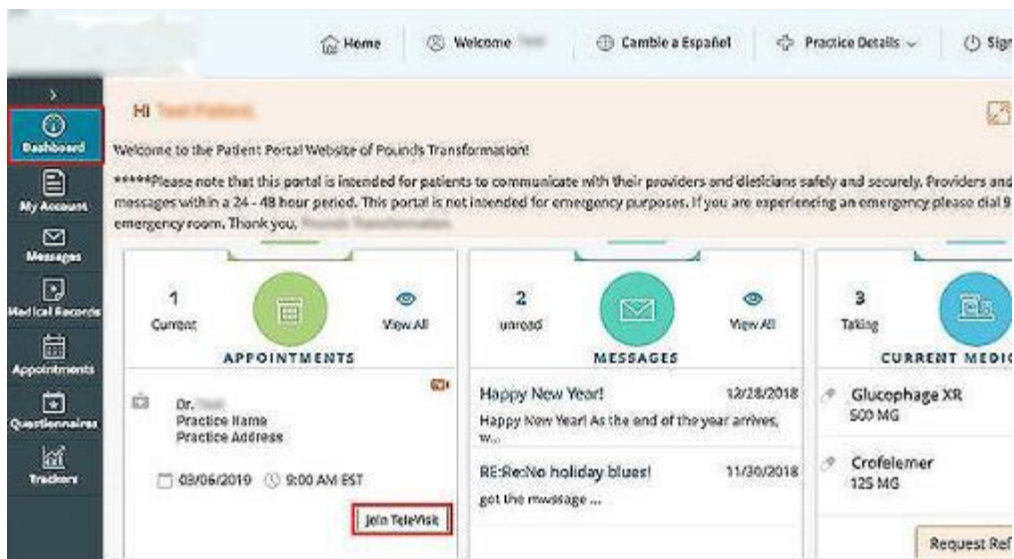 Home
Welcome
Cambie a Español
Practice Details
Sign
Dashboard
My Account
Messages
Medical Records
Appointments
Questionnaires
Trackers
Hi
Welcome to the Patient Portal Website of Pounds Transformation!
*****Please note that this portal is intended for patients to communicate with their providers and dieticians safely and securely. Providers and
messages within a 24 - 48 hour period. This portal is not intended for emergency purposes. If you are experiencing an emergency please dial 9
emergency room. Thank you,
1
Current
View All
APPOINTMENTS
Dr.
Practice Name
Practice Address
03/06/2019 9:00 AM EST
Join TeleVisit
2
unread
View All
MESSAGES
Happy New Year! 12/28/2018
Happy New Year! As the end of the year arrives,
w...
RE:Re:No holiday blues! 11/30/2018
got the mwssage ...
3
Taking
CURRENT MEDIC
Glucophage XR
500 MG
Crofelemer
125 MG
Request Ref